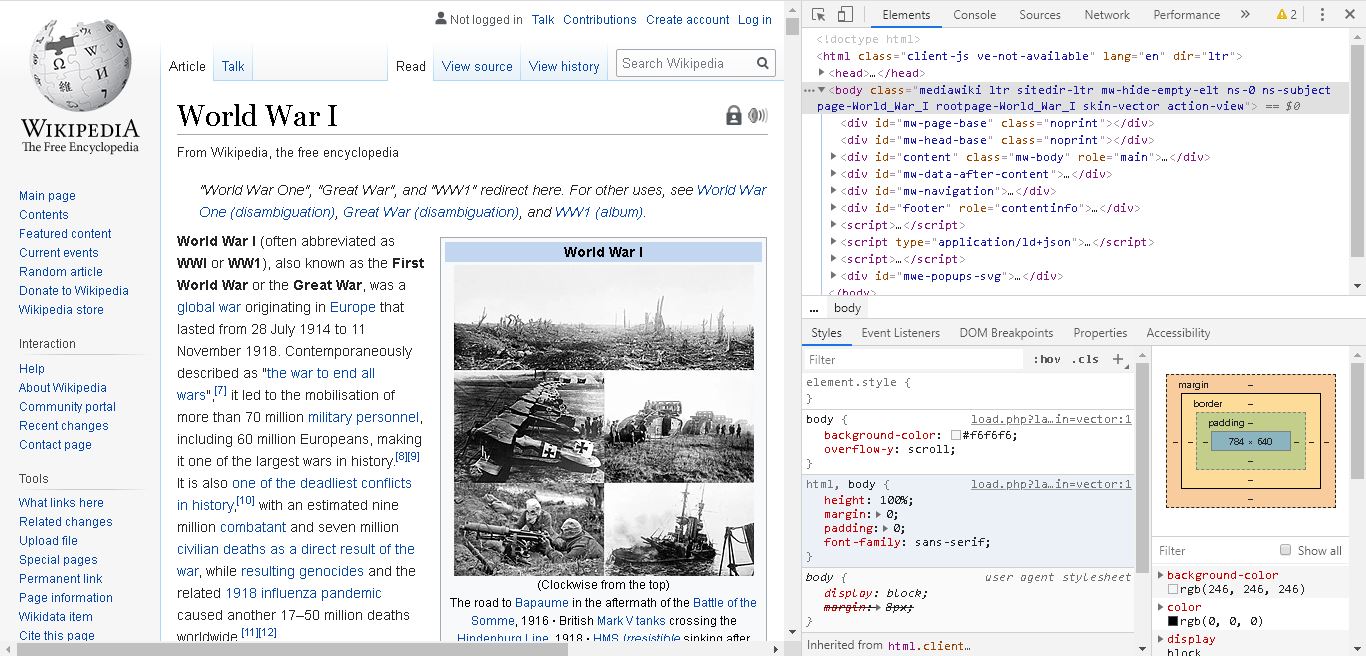 Not logged in Talk Contributions Create account Log in
Article Talk Read View source View history Search Wikipedia
WIKIPEDIA
The Free Encyclopedia
Main page
Contents
Featured content
Current events
Random article
Donate to Wikipedia
Wikipedia store
Interaction
Help
About Wikipedia
Community portal
Recent changes
Contact page
Tools
What links here
Related changes
Upload file
Special pages
Permanent link
Page information
Wikidata item
Cite this page
World War I
From Wikipedia, the free encyclopedia
"World War One", "Great War", and "WW1" redirect here. For other uses, see World War
One (disambiguation), Great War (disambiguation), and WW1 (album).
World War I (often abbreviated as
WWI or WW1), also known as the First
World War or the Great War, was a
global war originating in Europe that
lasted from 28 July 1914 to 11
November 1918. Contemporaneously
described as "the war to end all
wars",[7] it led to the mobilisation of
more than 70 million military personnel,
including 60 million Europeans, making
it one of the largest wars in history.[8][9]
It is also one of the deadliest conflicts
in history,[10] with an estimated nine
million combatant and seven million
civilian deaths as a direct result of the
war, while resulting genocides and the
related 1918 influenza pandemic
caused another 17–50 million deaths
worldwide.[11][12]
World War I
(Clockwise from the top)
The road to Bapaume in the aftermath of the Battle of the
Somme, 1916 • British Mark V tanks crossing the
Hindenburg Line, 1918 • HMS Irresistible sinking after
Elements Console Sources Network Performance » 2
<!doctype html>
<html class="client-js ve-not-available" lang="en" dir="ltr">
<head>…</head>
<body class="mediawiki ltr sitedir-ltr mw-hide-empty-elt ns-0 ns-subject
page-World_War_I rootpage-World_War_I skin-vector action-view"> == $0
<div id="mw-page-base" class="noprint"></div>
<div id="mw-head-base" class="noprint"></div>
<div id="content" class="mw-body" role="main">…</div>
<div id="mw-data-after-content">…</div>
<div id="mw-navigation">…</div>
<div id="footer" role="contentinfo">…</div>
<script>…</script>
<script type="application/ld+json">…</script>
<script>…</script>
<div id="mwe-popups-svg">…</div>
</body>
... body
Styles Event Listeners DOM Breakpoints Properties Accessibility
Filter :hov .cls +
element.style {
}
body { load.php?la…in=vector:1
background-color: #f6f6f6;
overflow-y: scroll;
}
html, body { load.php?la…in=vector:1
height: 100%;
margin: 0;
padding: 0;
font-family: sans-serif;
}
body { user agent stylesheet
display: block;
margin: 8px;
}
Inherited from html.client…
margin –
border –
padding –
– – – 784 × 640 – – –
–
–
–
Filter Show all
background-color
rgb(246, 246, 246)
color
rgb(0, 0, 0)
display
block